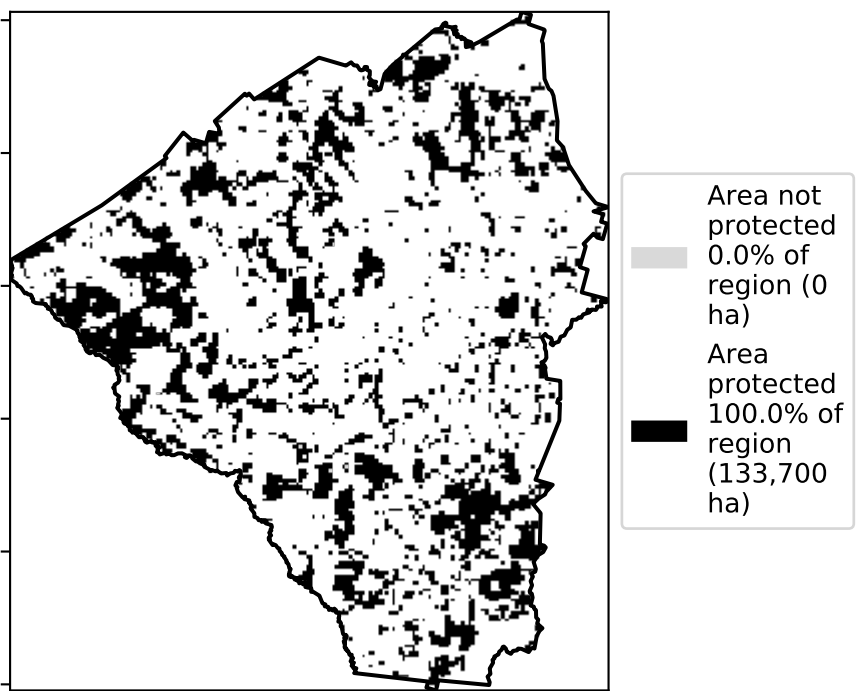 Area not
protected
0.0% of
region (0
ha)
Area
protected
100.0% of
region
(133,700
ha)